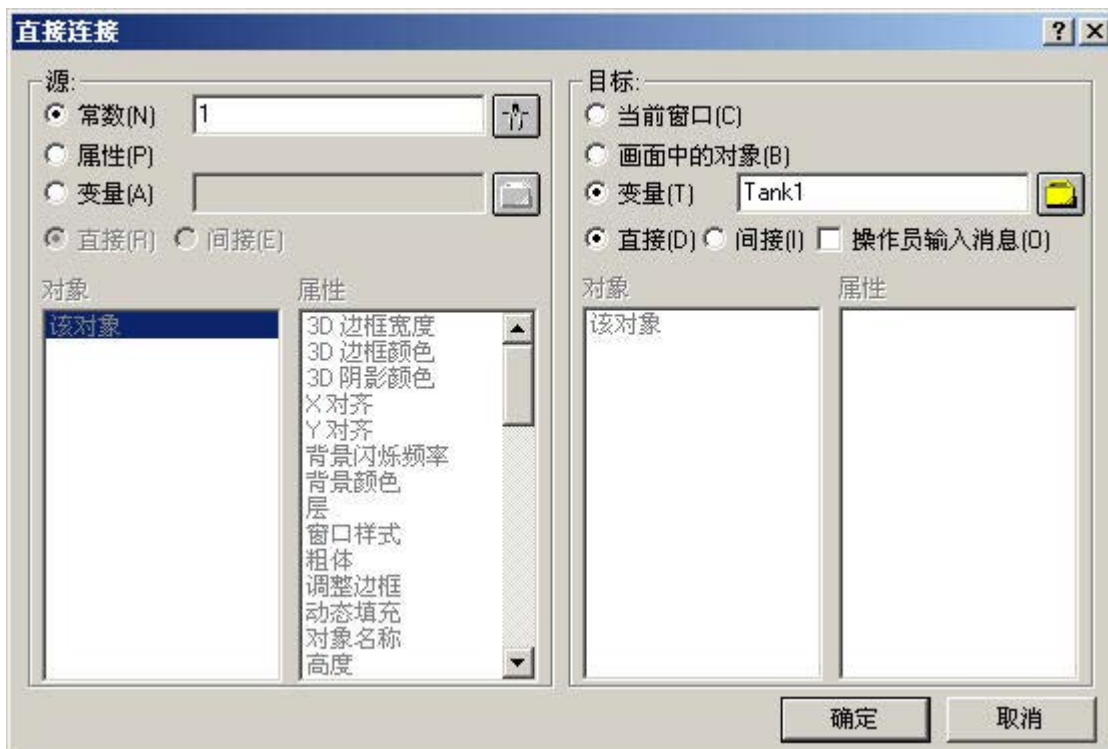 直接连接
源:
常数(N) 1
属性(P)
变量(A)
直接(R) 间接(E)
对象 属性
该对象
3D 边框宽度
3D 边框颜色
3D 阴影颜色
X 对齐
Y 对齐
背景闪烁频率
背景颜色
层
窗口样式
粗体
调整边框
动态填充
对象名称
高度
目标:
当前窗口(C)
画面中的对象(B)
变量(T) Tank1
直接(D) 间接(I) 操作员输入消息(O)
对象 属性
该对象
确定 取消